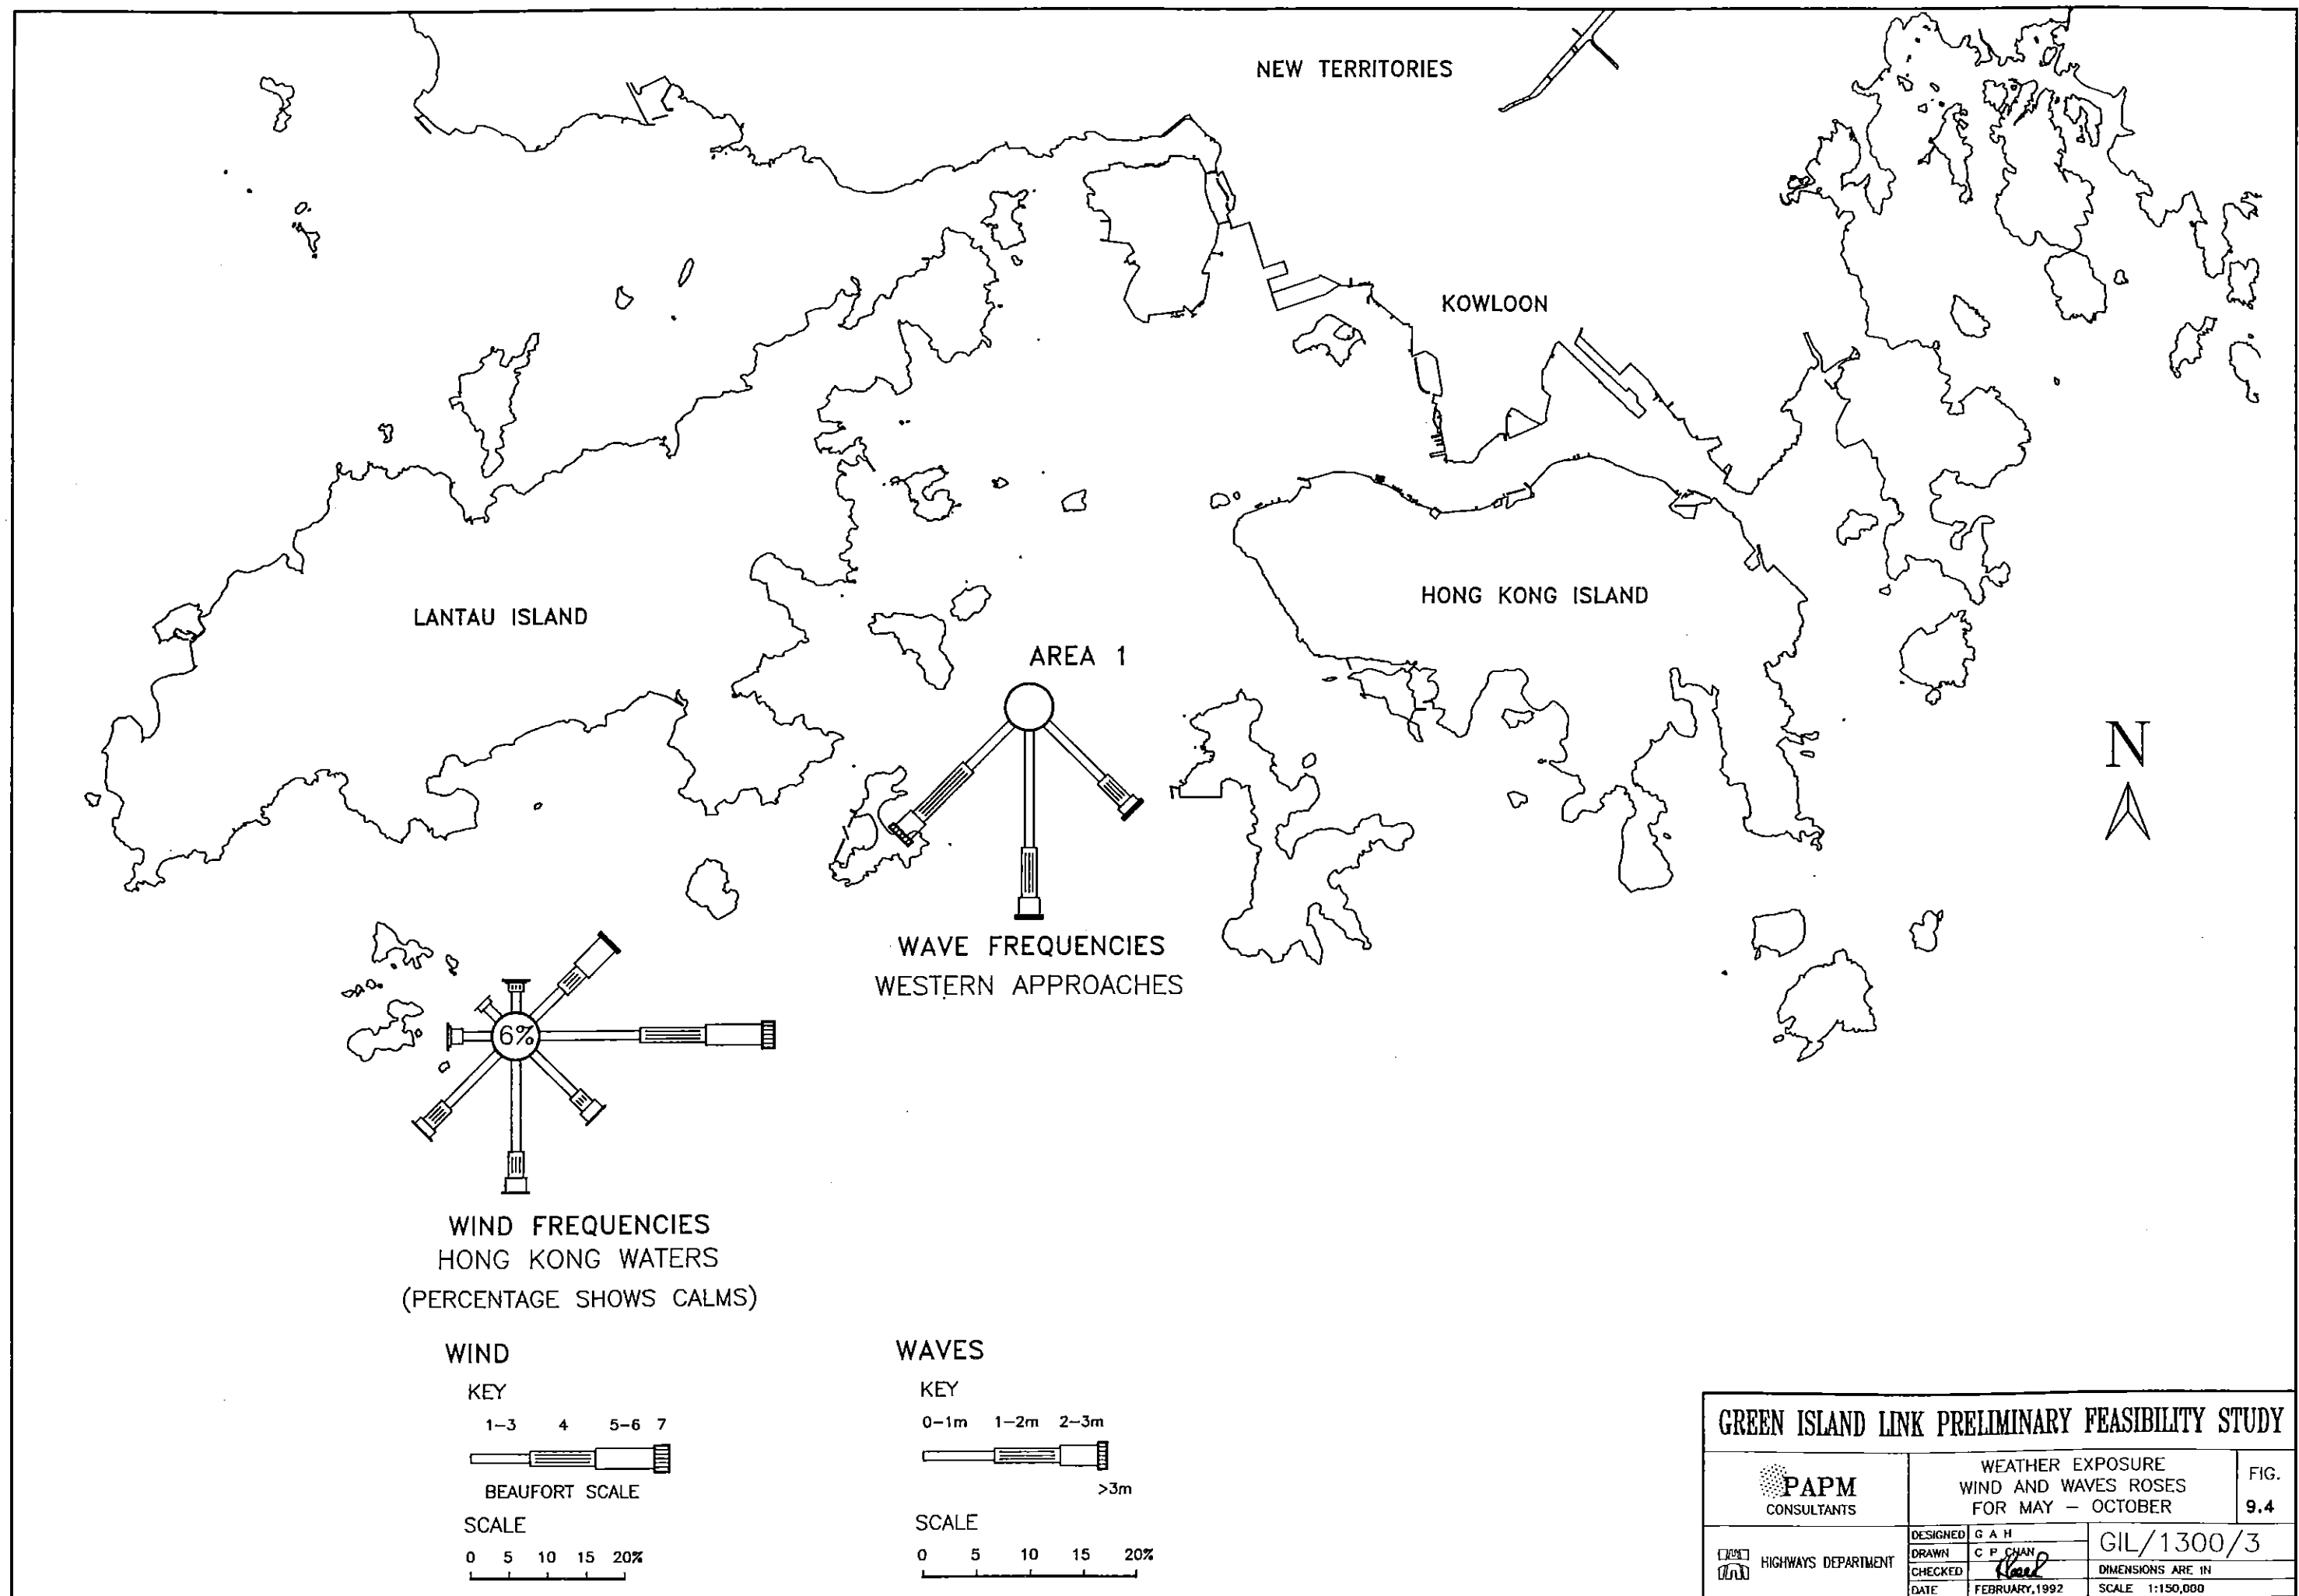 NEW TERRITORIES
KOWLOON
HONG KONG ISLAND
LANTAU ISLAND
AREA 1
N
WAVE FREQUENCIES
WESTERN APPROACHES
6%
WIND FREQUENCIES
HONG KONG WATERS
(PERCENTAGE SHOWS CALMS)
WIND
KEY
1-3 4 5-6 7
BEAUFORT SCALE
SCALE
0 5 10 15 20%
WAVES
KEY
0-1m 1-2m 2-3m
>3m
SCALE
0 5 10 15 20%
GREEN ISLAND LINK PRELIMINARY FEASIBILITY STUDY
PAPM
CONSULTANTS
WEATHER EXPOSURE
WIND AND WAVES ROSES
FOR MAY - OCTOBER
FIG.
9.4
HIGHWAYS DEPARTMENT
DESIGNED G A H
DRAWN C P CHAN
CHECKED
DATE FEBRUARY,1992
GIL/1300/3
DIMENSIONS ARE IN
SCALE 1:150,000